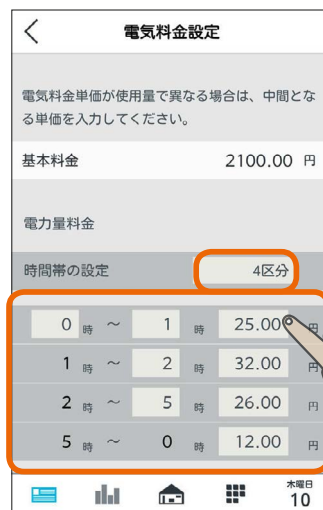 電気料金設定
電気料金単価が使用量で異なる場合は、中間とな
る単価を入力してください。
基本料金 2100.00 円
電力量料金
時間帯の設定 4区分
0 時 ～ 1 時 25.00 円
1 時 ～ 2 時 32.00 円
2 時 ～ 5 時 26.00 円
5 時 ～ 0 時 12.00 円
木曜日
10